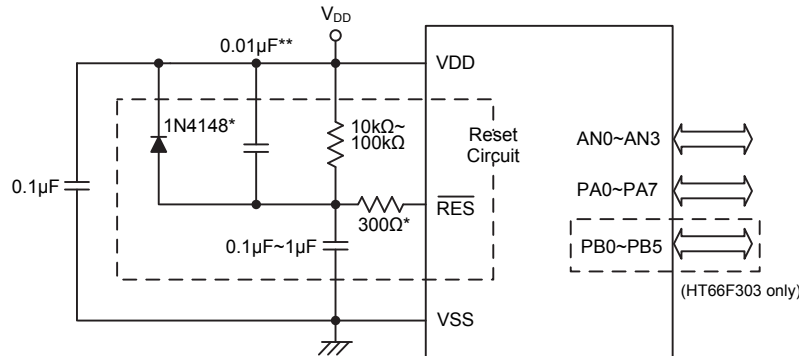 VDD
0.01µF**
VDD
1N4148*
10kΩ~
100kΩ
Reset
Circuit
AN0~AN3
0.1µF
PA0~PA7
RES
300Ω*
0.1µF~1µF
PB0~PB5
(HT66F303 only)
VSS